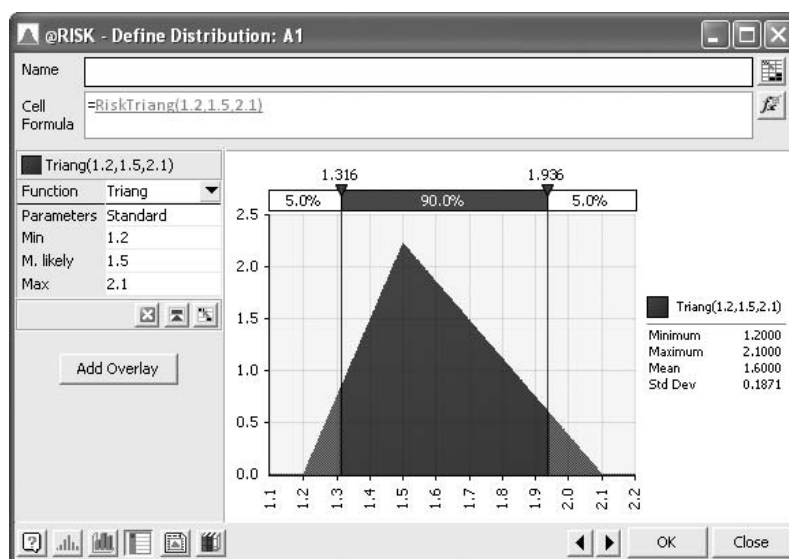 @RISK - Define Distribution: A1
Name
Cell Formula
=RiskTriang(1.2,1.5,2.1)
Triang(1.2,1.5,2.1)
Function Triang
Parameters Standard
Min 1.2
M. likely 1.5
Max 2.1
Add Overlay
1.316 1.936
5.0% 90.0% 5.0%
2.5
2.0
1.5
1.0
0.5
0.0
1.1 1.2 1.3 1.4 1.5 1.6 1.7 1.8 1.9 2.0 2.1 2.2
Triang(1.2,1.5,2.1)
Minimum 1.2000
Maximum 2.1000
Mean 1.6000
Std Dev 0.1871
OK Close